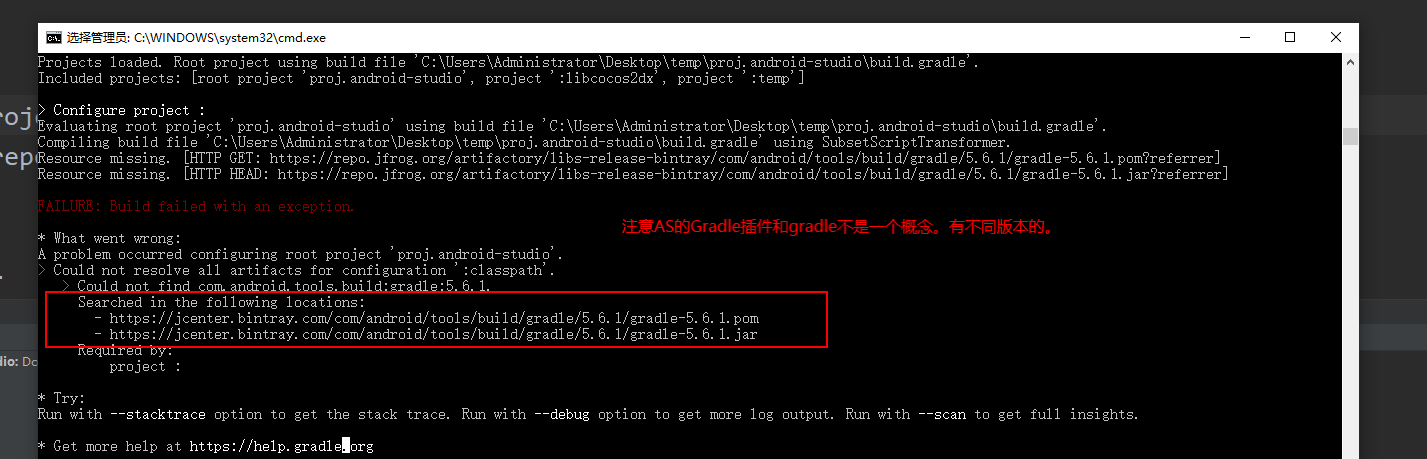 选择管理员: C:\WINDOWS\system32\cmd.exe
Projects loaded. Root project using build file 'C:\Users\Administrator\Desktop\temp\proj.android-studio\build.gradle'.
Included projects: [root project 'proj.android-studio', project ':libcocos2dx', project ':temp']
> Configure project :
Evaluating root project 'proj.android-studio' using build file 'C:\Users\Administrator\Desktop\temp\proj.android-studio\build.gradle'.
Compiling build file 'C:\Users\Administrator\Desktop\temp\proj.android-studio\build.gradle' using SubsetScriptTransformer.
Resource missing. [HTTP GET: https://repo.jfrog.org/artifactory/libs-release-bintray/com/android/tools/build/gradle/5.6.1/gradle-5.6.1.pom?referrer]
Resource missing. [HTTP HEAD: https://repo.jfrog.org/artifactory/libs-release-bintray/com/android/tools/build/gradle/5.6.1/gradle-5.6.1.jar?referrer]
FAILURE: Build failed with an exception.
注意AS的Gradle插件和gradle不是一个概念。有不同版本的。
* What went wrong:
A problem occurred configuring root project 'proj.android-studio'.
> Could not resolve all artifacts for configuration ':classpath'.
> Could not find com.android.tools.build:gradle:5.6.1.
Searched in the following locations:
- https://jcenter.bintray.com/com/android/tools/build/gradle/5.6.1/gradle-5.6.1.pom
- https://jcenter.bintray.com/com/android/tools/build/gradle/5.6.1/gradle-5.6.1.jar
Required by:
project :
* Try:
Run with --stacktrace option to get the stack trace. Run with --debug option to get more log output. Run with --scan to get full insights.
* Get more help at https://help.gradle.org